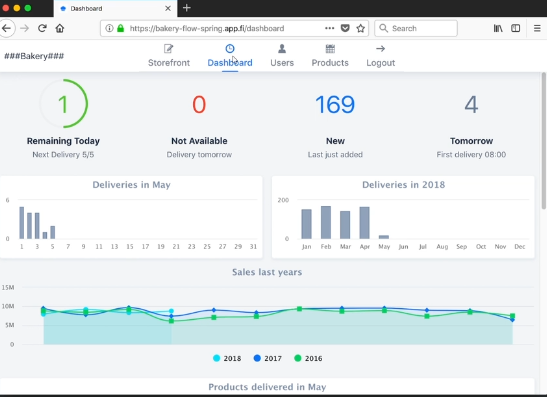 Dashboard
https://bakery-flow-spring.app.fi/dashboard
Search
###Bakery###
Storefront
Dashboard
Users
Products
Logout
1
0
169
4
Remaining Today
Not Available
New
Tomorrow
Next Delivery 5/5
Delivery tomorrow
Last just added
First delivery 08:00
Deliveries in May
6
0
1 3 5 7 9 11 13 15 17 19 21 23 25 27 29 31
Deliveries in 2018
200
0
Jan Feb Mar Apr May Jun Jul Aug Sep Oct Nov Dec
Sales last years
15M
10M
5M
0
2018 2017 2016
Products delivered in May